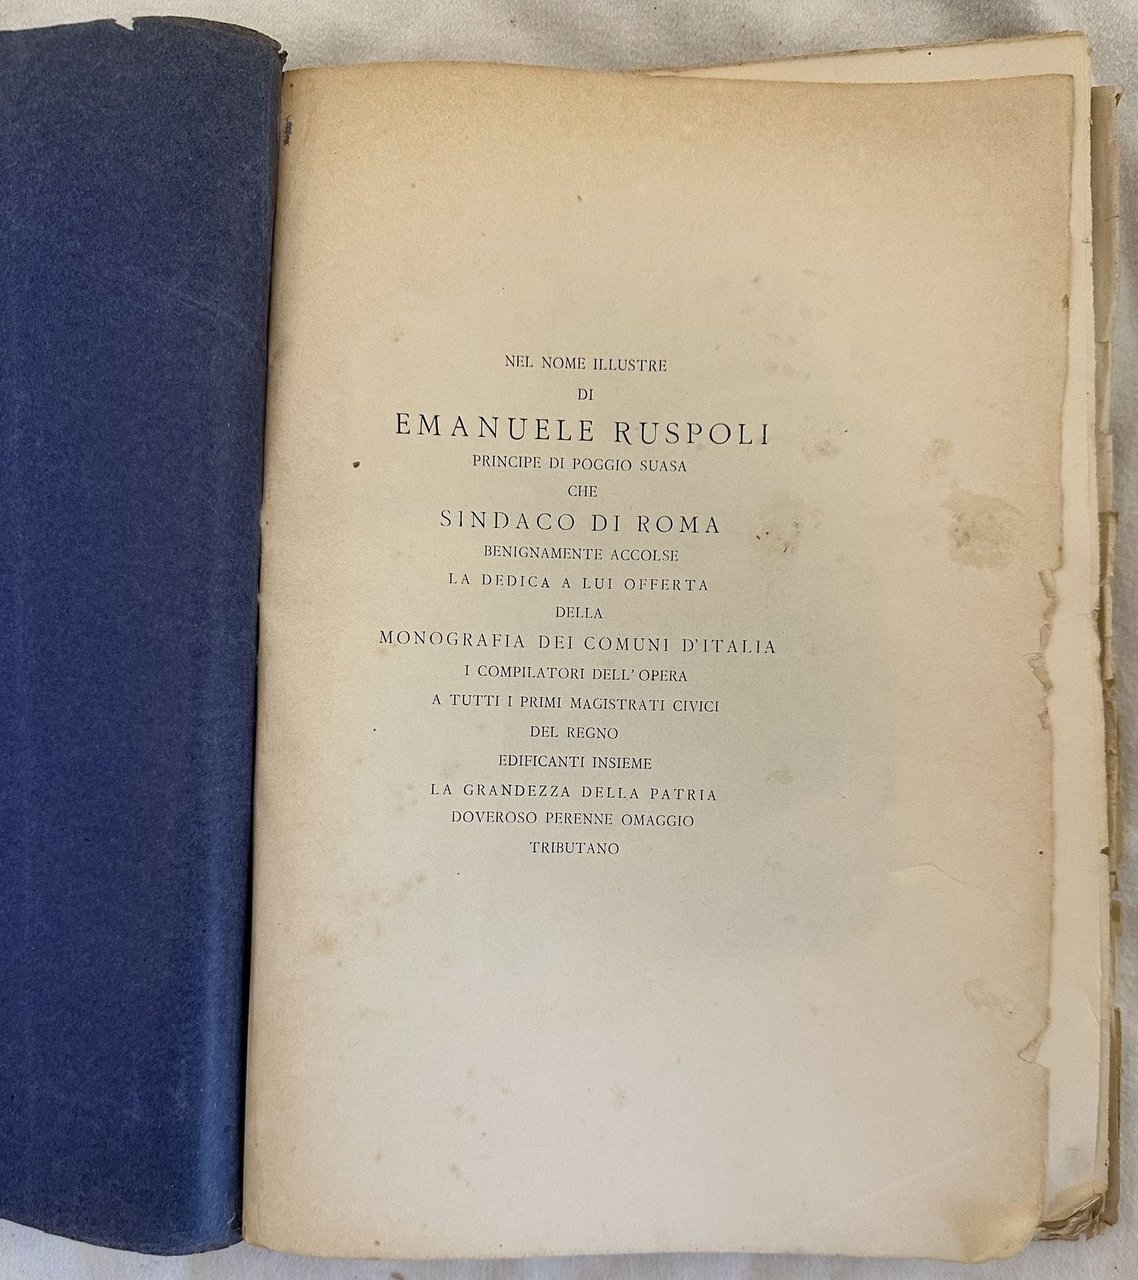 NEL NOME ILLUSTRE
DI
EMANUELE RUSPOLI
PRINCIPE DI POGGIO SUASA
CHE
SINDACO DI ROMA
BENIGNAMENTE ACCOLSE
LA DEDICA A LUI OFFERTA
DELLA
MONOGRAFIA DEI COMUNI D'ITALIA
I COMPILATORI DELL'OPERA
A TUTTI I PRIMI MAGISTRATI CIVICI
DEL REGNO
EDIFICANTI INSIEME
LA GRANDEZZA DELLA PATRIA
DOVEROSO PERENNE OMAGGIO
TRIBUTANO